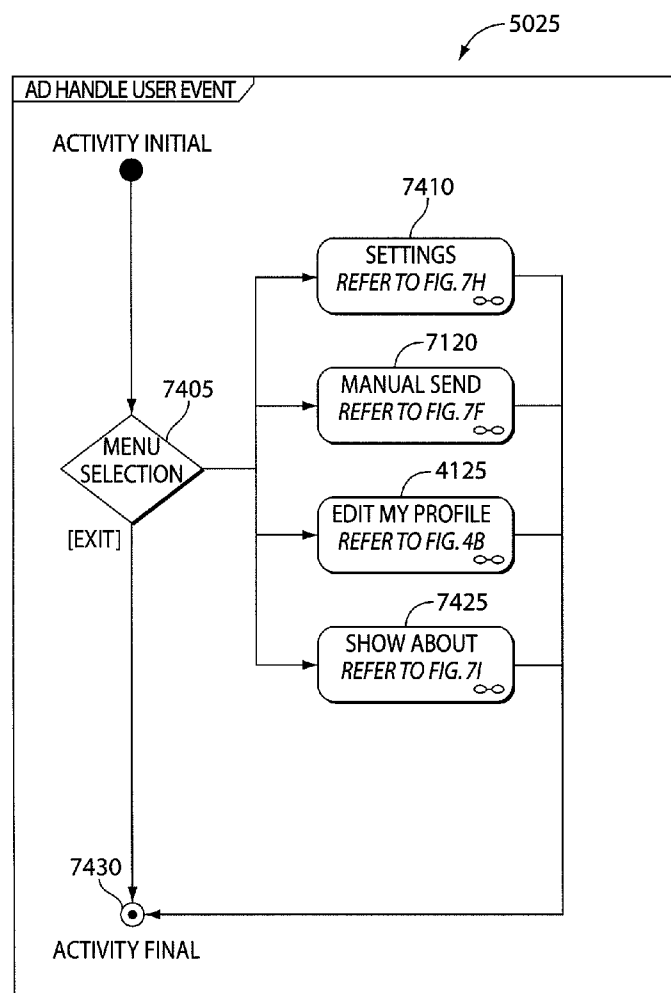 5025
AD HANDLE USER EVENT
ACTIVITY INITIAL
7410
SETTINGS
REFER TO FIG. 7H
7120
MANUAL SEND
REFER TO FIG. 7F
7405
MENU
SELECTION
[EXIT]
4125
EDIT MY PROFILE
REFER TO FIG. 4B
7425
SHOW ABOUT
REFER TO FIG. 7I
7430
ACTIVITY FINAL